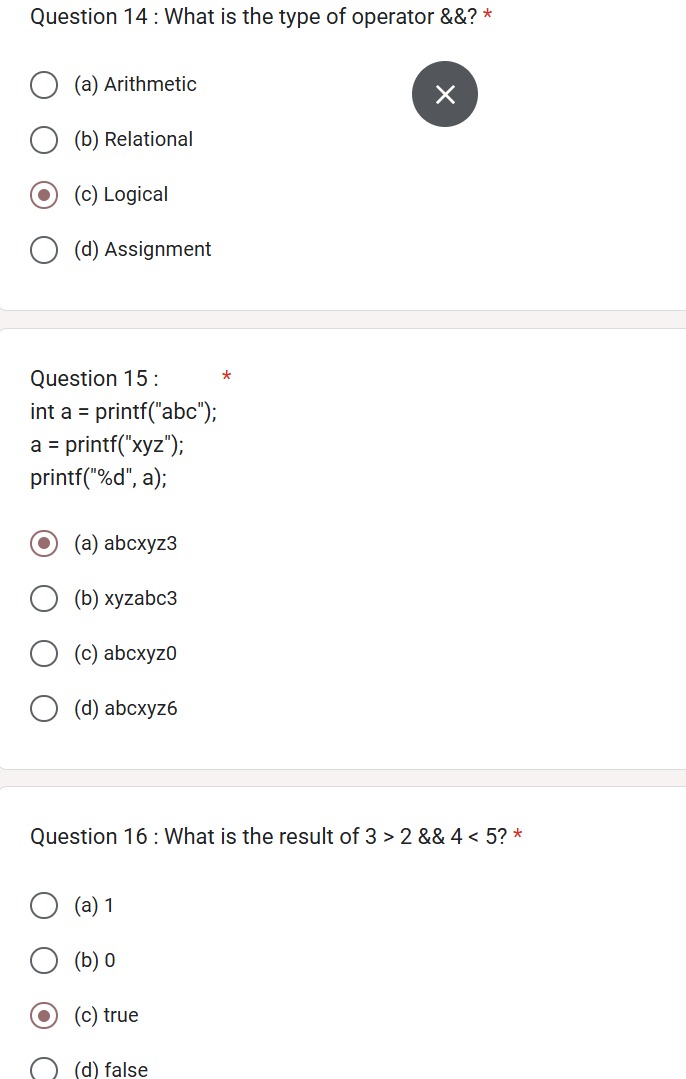 Question 14 : What is the type of operator &&? *
(a) Arithmetic
(b) Relational
(c) Logical
(d) Assignment
Question 15 : *
int a = printf("abc");
a = printf("xyz");
printf("%d", a);
(a) abcxyz3
(b) xyzabc3
(c) abcxyz0
(d) abcxyz6
Question 16 : What is the result of 3 > 2 && 4 < 5? *
(a) 1
(b) 0
(c) true
(d) false